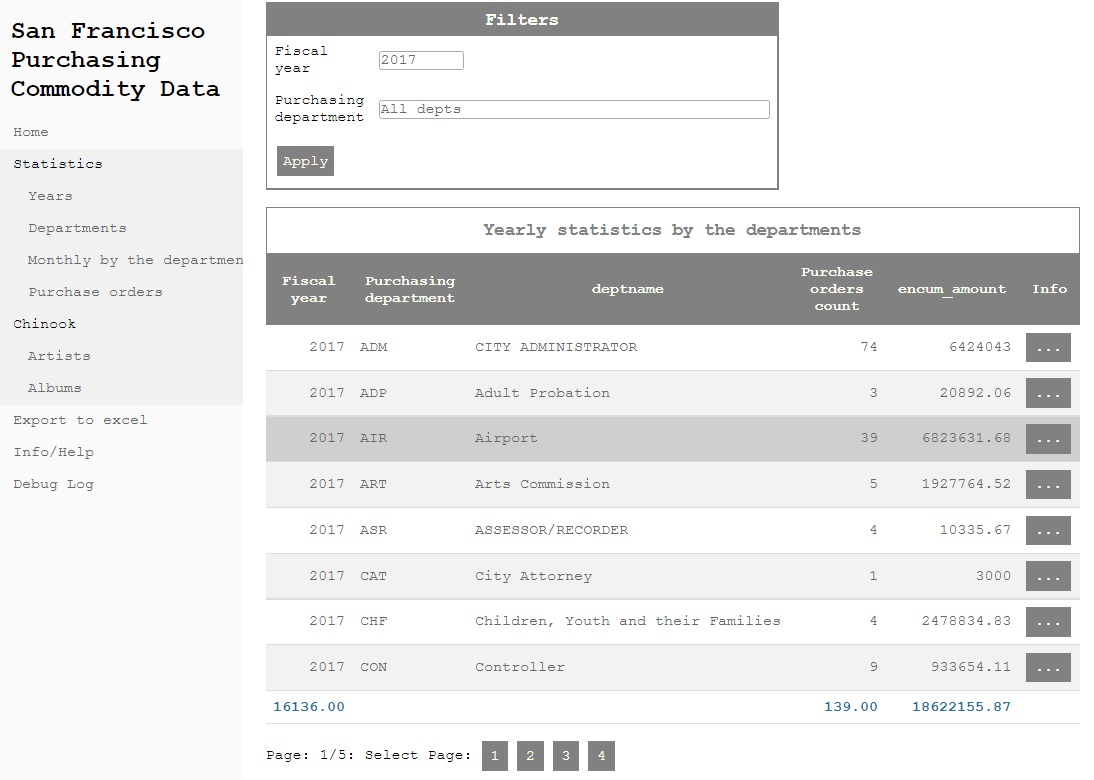 San Francisco
Purchasing
Commodity Data
Home
Statistics
Years
Departments
Monthly by the departmen
Purchase orders
Chinook
Artists
Albums
Export to excel
Info/Help
Debug Log
Filters
Fiscal
year
2017
Purchasing
department
All depts
Apply
Yearly statistics by the departments
Fiscal year Purchasing department deptname Purchase orders count encum_amount Info
2017 ADM CITY ADMINISTRATOR 74 6424043 ...
2017 ADP Adult Probation 3 20892.06 ...
2017 AIR Airport 39 6823631.68 ...
2017 ART Arts Commission 5 1927764.52 ...
2017 ASR ASSESSOR/RECORDER 4 10335.67 ...
2017 CAT City Attorney 1 3000 ...
2017 CHF Children, Youth and their Families 4 2478834.83 ...
2017 CON Controller 9 933654.11 ...
16136.00 139.00 18622155.87
Page: 1/5: Select Page: 1 2 3 4